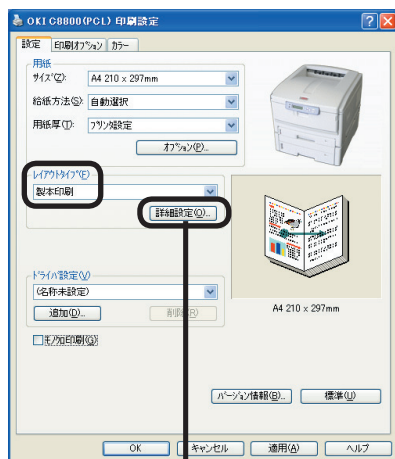 OKI C8800(PCL) 印刷設定
設定 印刷オプション カラー
用紙
サイズ(Z): A4 210 x 297mm
給紙方法(S): 自動選択
用紙厚(T): プリンタ設定
オプション(P)...
レイアウトタイプ(F)
製本印刷
詳細設定(O)...
ドライバ設定(V)
(名称未設定)
A4 210 x 297mm
追加(D)... 削除(R)
モノクロ印刷(G)
バージョン情報(B)... 標準(U)
OK キャンセル 適用(A) ヘルプ